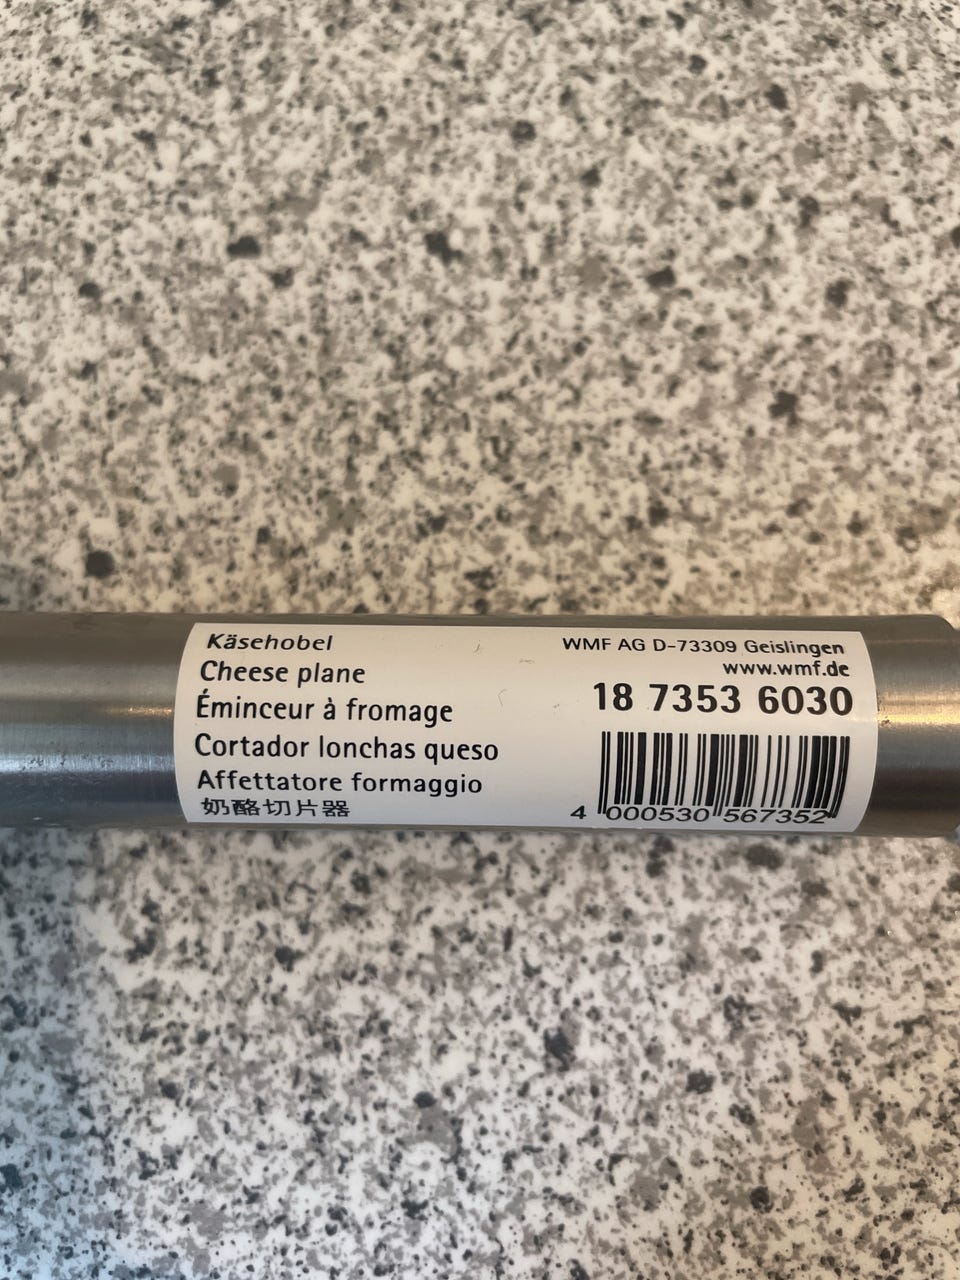 Käsehobel
Cheese plane
Éminceur à fromage
Cortador lonchas queso
Affettatore formaggio
奶酪切片器
WMF AG D-73309 Geislingen
www.wmf.de
18 7353 6030
4 000530 567352